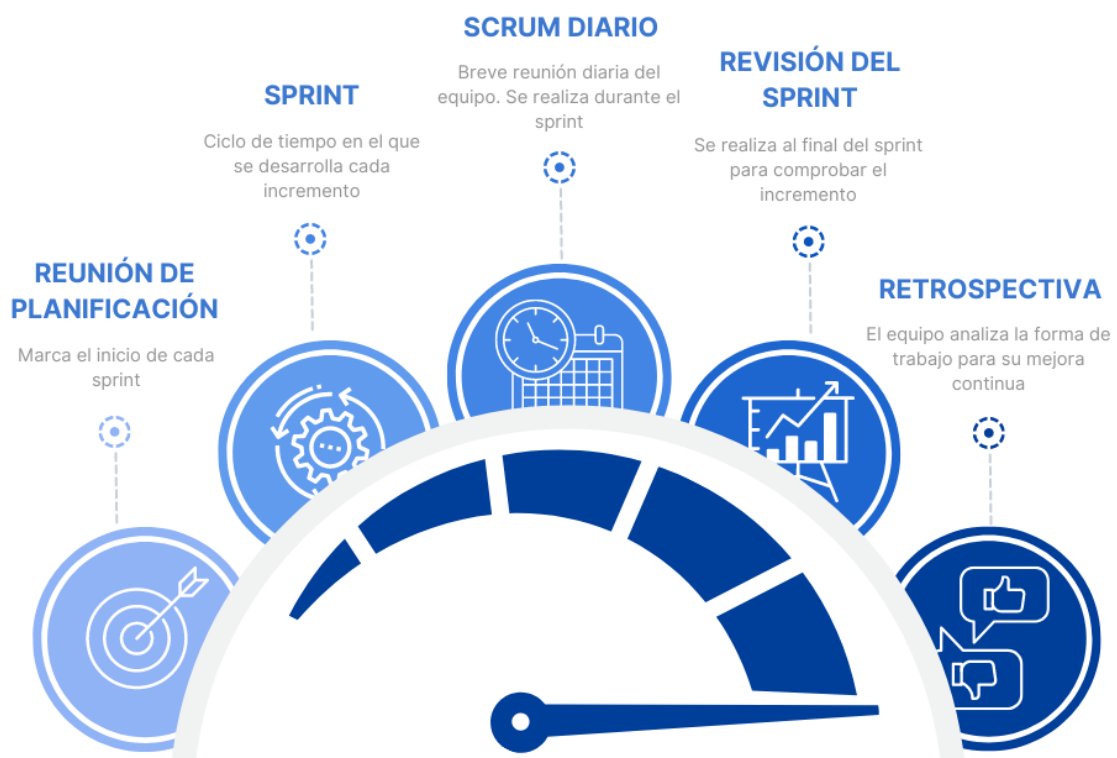 REUNIÓN DE
PLANIFICACIÓN
Marca el inicio de cada
sprint
SPRINT
Ciclo de tiempo en el que
se desarrolla cada
incremento
SCRUM DIARIO
Breve reunión diaria del
equipo. Se realiza durante el
sprint
REVISIÓN DEL
SPRINT
Se realiza al final del sprint
para comprobar el
incremento
RETROSPECTIVA
El equipo analiza la forma de
trabajo para su mejora
continua